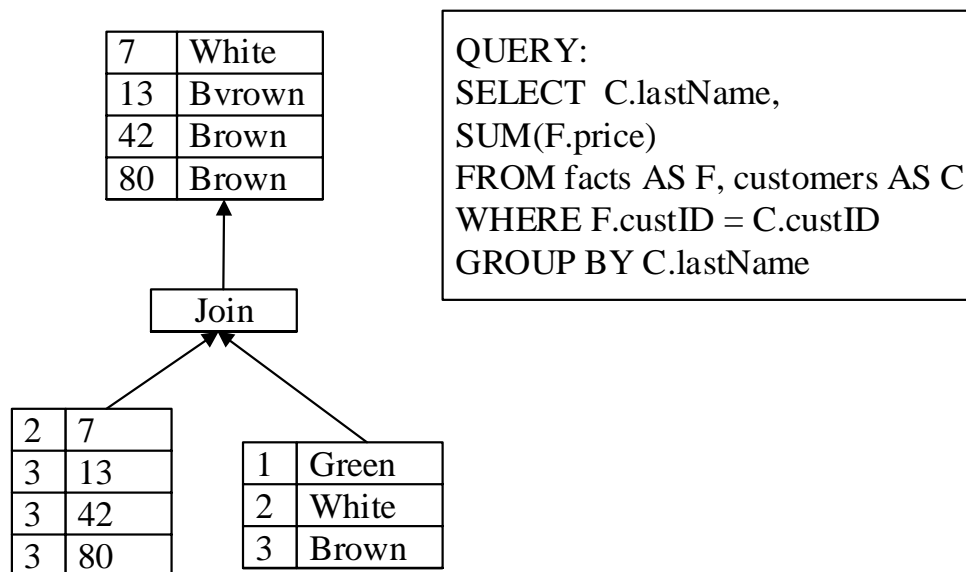 7 White
13 Bvrown
42 Brown
80 Brown
QUERY:
SELECT C.lastName,
SUM(F.price)
FROM facts AS F, customers AS C
WHERE F.custID = C.custID
GROUP BY C.lastName
Join
2 7
3 13
3 42
3 80
1 Green
2 White
3 Brown